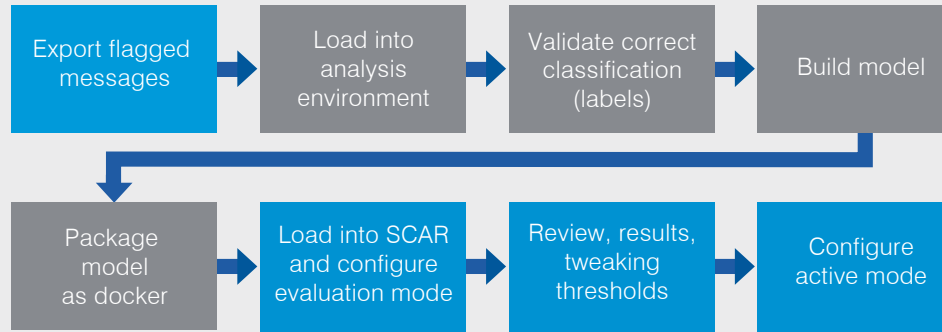 Export flagged
messages
Load into
analysis
environment
Validate correct
classification
(labels)
Build model
Package
model
as docker
Load into SCAR
and configure
evaluation mode
Review, results,
tweaking
thresholds
Configure
active mode